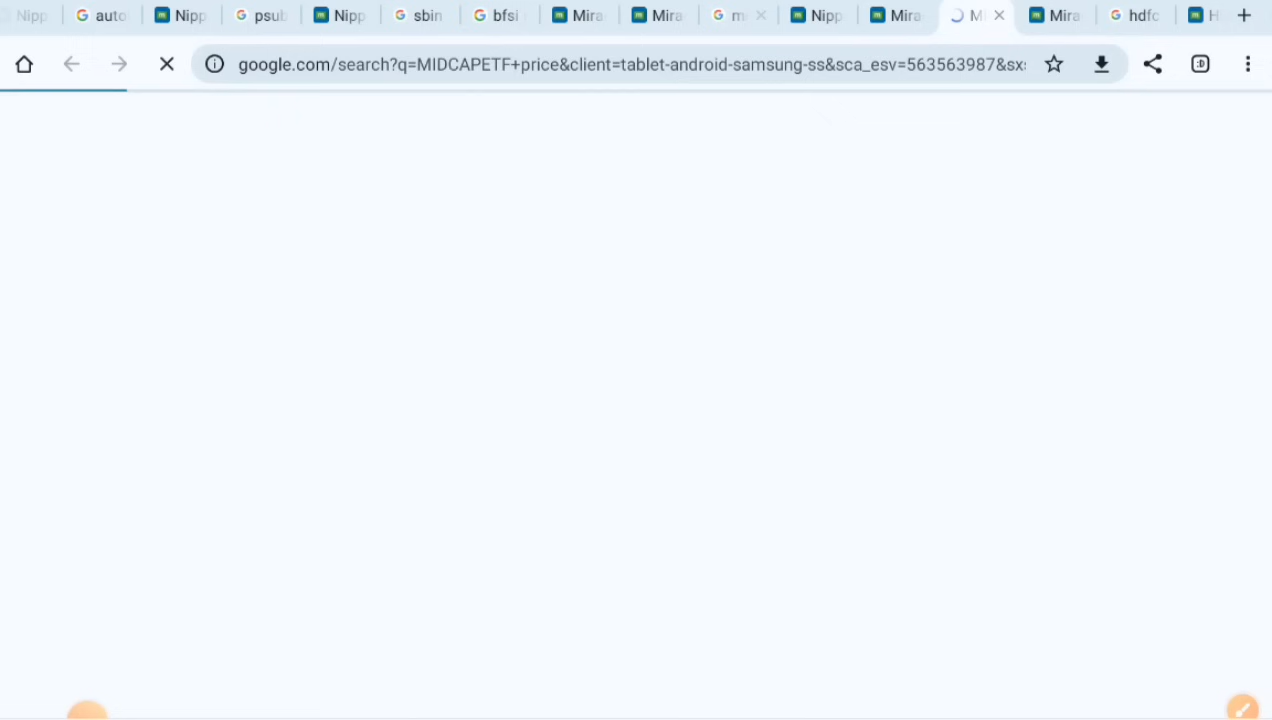 Nipp auto Nipp psub Nipp sbin bfsi Mira Mira m Nipp Mira M Mira hdfc H
google.com/search?q=MIDCAPETF+price&client=tablet-android-samsung-ss&sca_esv=563563987&sx
:D